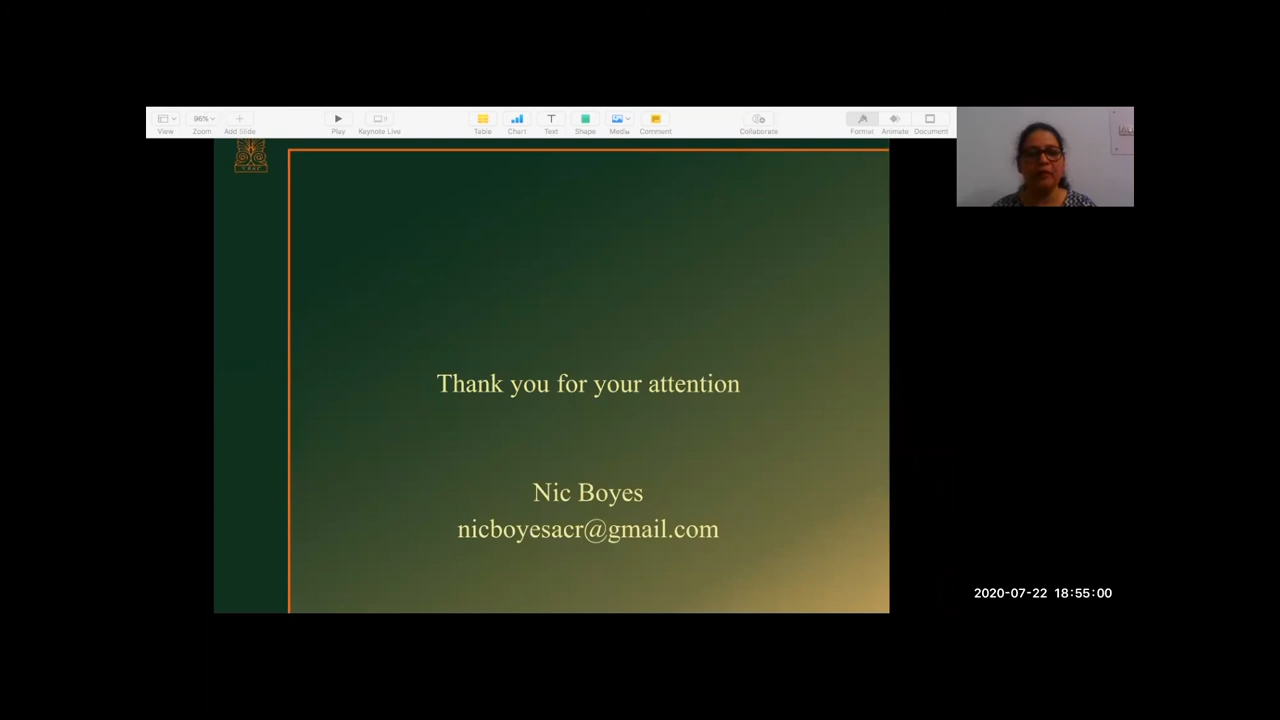 View
96%
Zoom
Add Slide
Play
Keynote Live
Table
Chart
T
Text
Shape
Media
Comment
Collaborate
Format
Animate
Document
Thank you for your attention
Nic Boyes
nicboyesacr@gmail.com
2020-07-22 18:55:00